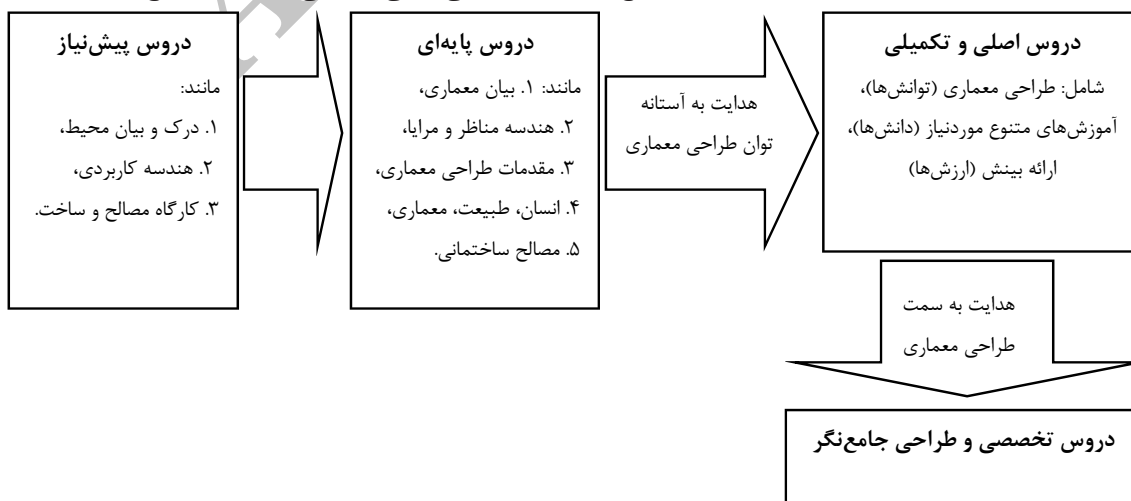 دروس پیش‌نیاز
مانند:
۱. درک و بیان محیط،
۲. هندسه کاربردی،
۳. کارگاه مصالح و ساخت.
دروس پایه‌ای
مانند: ۱. بیان معماری،
۲. هندسه مناظر و مرایا،
۳. مقدمات طراحی معماری،
۴. انسان، طبیعت، معماری،
۵. مصالح ساختمانی.
هدایت به آستانه
توان طراحی معماری
دروس اصلی و تکمیلی
شامل: طراحی معماری (توانش‌ها)،
آموزش‌های متنوع موردنیاز (دانش‌ها)،
ارائه بینش (ارزش‌ها)
هدایت به سمت
طراحی معماری
دروس تخصصی و طراحی جامع‌نگر